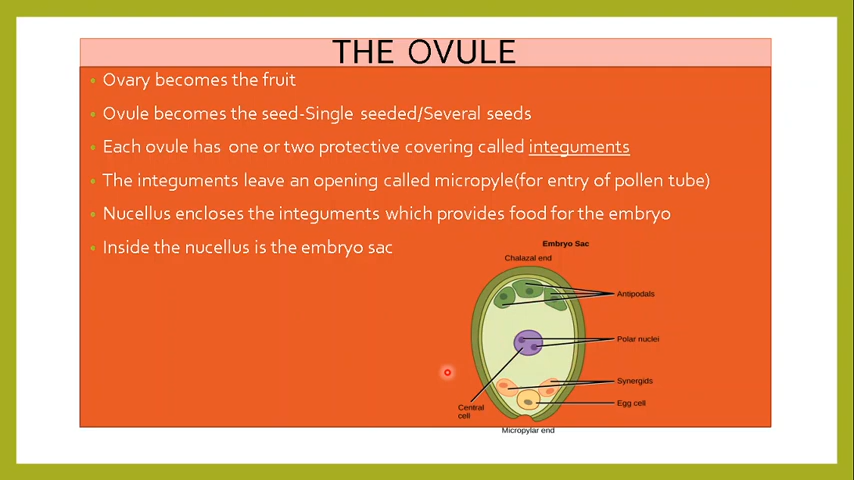 THE OVULE
Ovary becomes the fruit
Ovule becomes the seed-Single seeded/Several seeds
Each ovule has one or two protective covering called integuments
The integuments leave an opening called micropyle(for entry of pollen tube)
Nucellus encloses the integuments which provides food for the embryo
Inside the nucellus is the embryo sac
Embryo Sac
Chalazal end
Antipodals
Polar nuclei
Synergids
Egg cell
Central
cell
Micropylar end